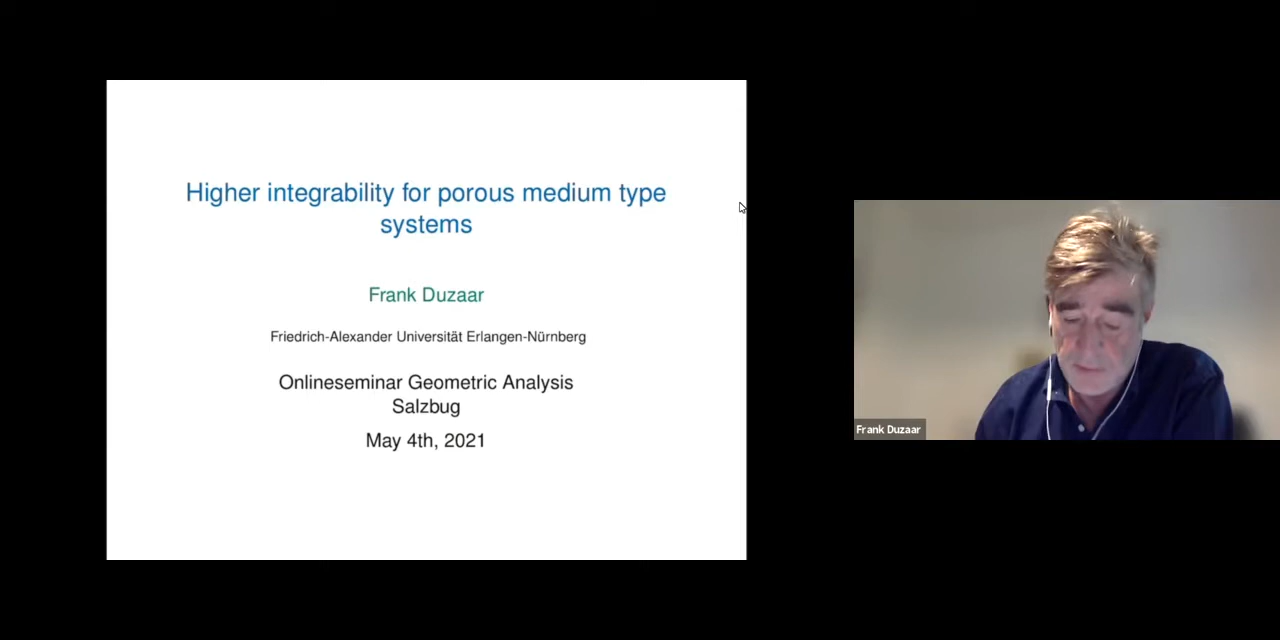 Higher integrability for porous medium type
systems
Frank Duzaar
Friedrich-Alexander Universität Erlangen-Nürnberg
Onlineseminar Geometric Analysis
Salzbug
May 4th, 2021
Frank Duzaar